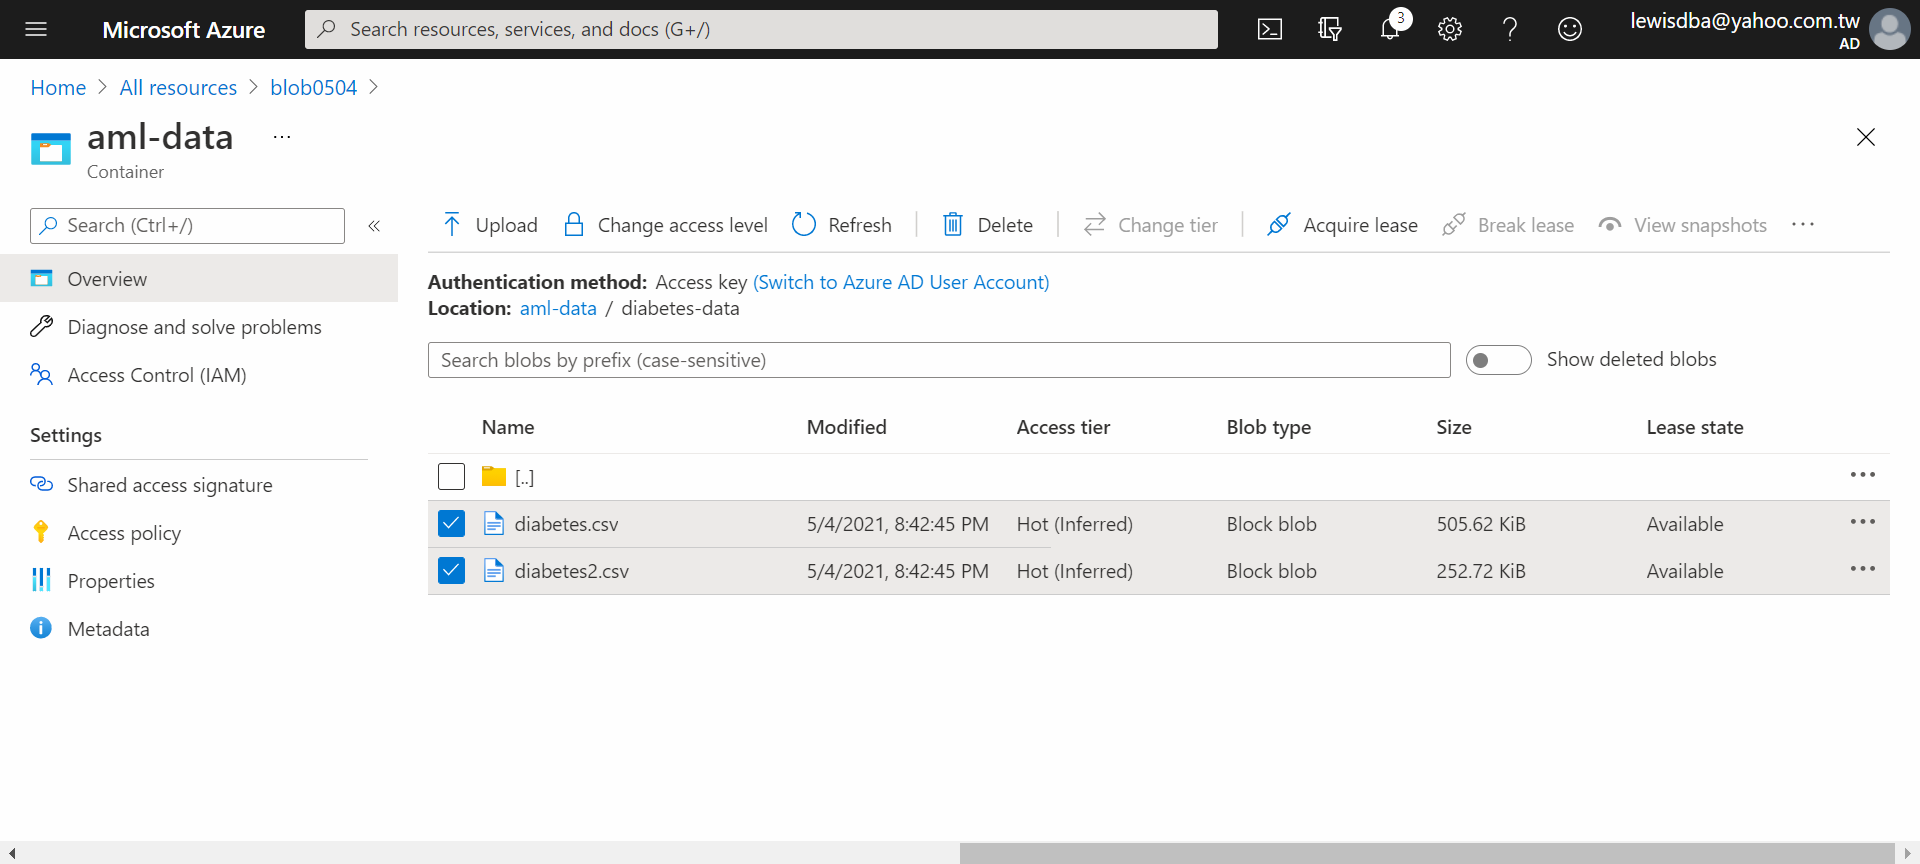 Microsoft Azure
Search resources, services, and docs (G+/)
3
lewisdba@yahoo.com.tw
AD
Home > All resources > blob0504 >
aml-data ...
Container
Search (Ctrl+/) «
Overview
Diagnose and solve problems
Access Control (IAM)
Settings
Shared access signature
Access policy
Properties
Metadata
Upload Change access level Refresh | Delete | Change tier | Acquire lease Break lease View snapshots ...
Authentication method: Access key (Switch to Azure AD User Account)
Location: aml-data / diabetes-data
Search blobs by prefix (case-sensitive) Show deleted blobs
Name Modified Access tier Blob type Size Lease state
[..] ...
diabetes.csv 5/4/2021, 8:42:45 PM Hot (Inferred) Block blob 505.62 KiB Available ...
diabetes2.csv 5/4/2021, 8:42:45 PM Hot (Inferred) Block blob 252.72 KiB Available ...